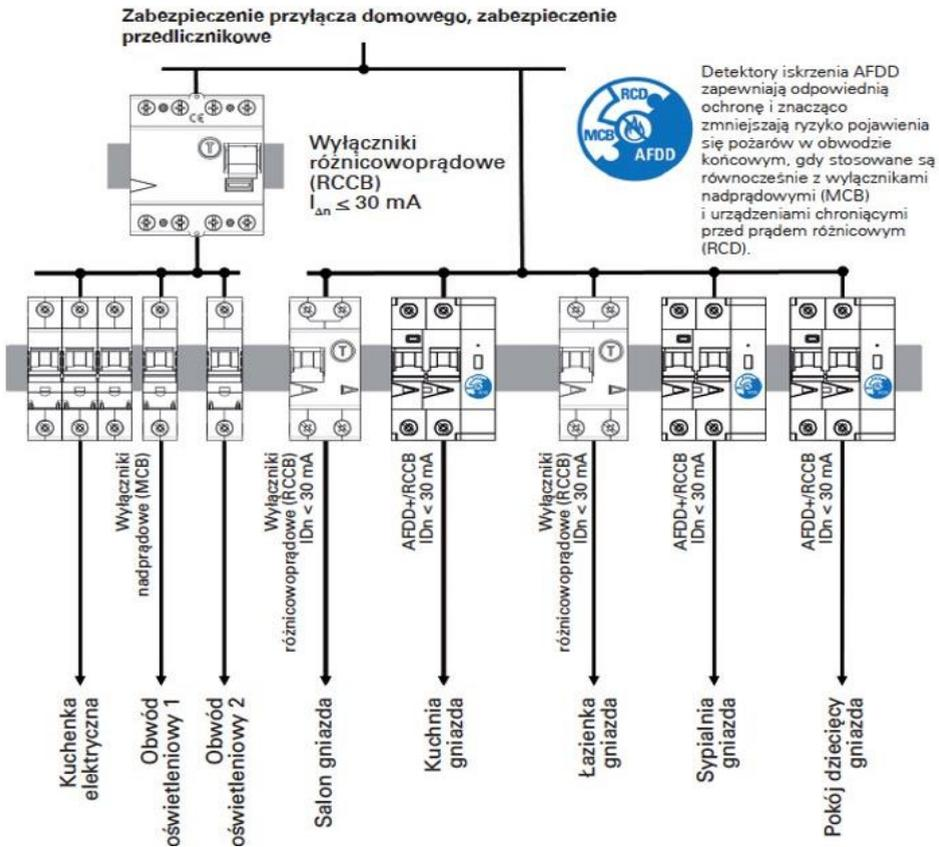 Zabezpieczenie przyłącza domowego, zabezpieczenie
przedlicznikowe
Wyłączniki
różnicowoprądowe
(RCCB)
IΔn ≤ 30 mA
RCD
MCB
AFDD
Detektory iskrzenia AFDD
zapewniają odpowiednią
ochronę i znacząco
zmniejszają ryzyko pojawienia
się pożarów w obwodzie
końcowym, gdy stosowane są
równocześnie z wyłącznikami
nadprądowymi (MCB)
i urządzeniami chroniącymi
przed prądem różnicowym
(RCD).
CE
T
T
T
Wyłączniki
nadprądowe (MCB)
Wyłączniki
różnicowoprądowe (RCCB)
IDn < 30 mA
AFDD+/RCCB
IDn < 30 mA
Wyłączniki
różnicowoprądowe (RCCB)
IDn < 30 mA
AFDD+/RCCB
IDn < 30 mA
AFDD+/RCCB
IDn < 30 mA
Kuchenka
elektryczna
Obwód
oświetleniowy 1
Obwód
oświetleniowy 2
Salon gniazda
Kuchnia
gniazda
Łazienka
gniazda
Sypialnia
gniazda
Pokój dziecięcy
gniazda